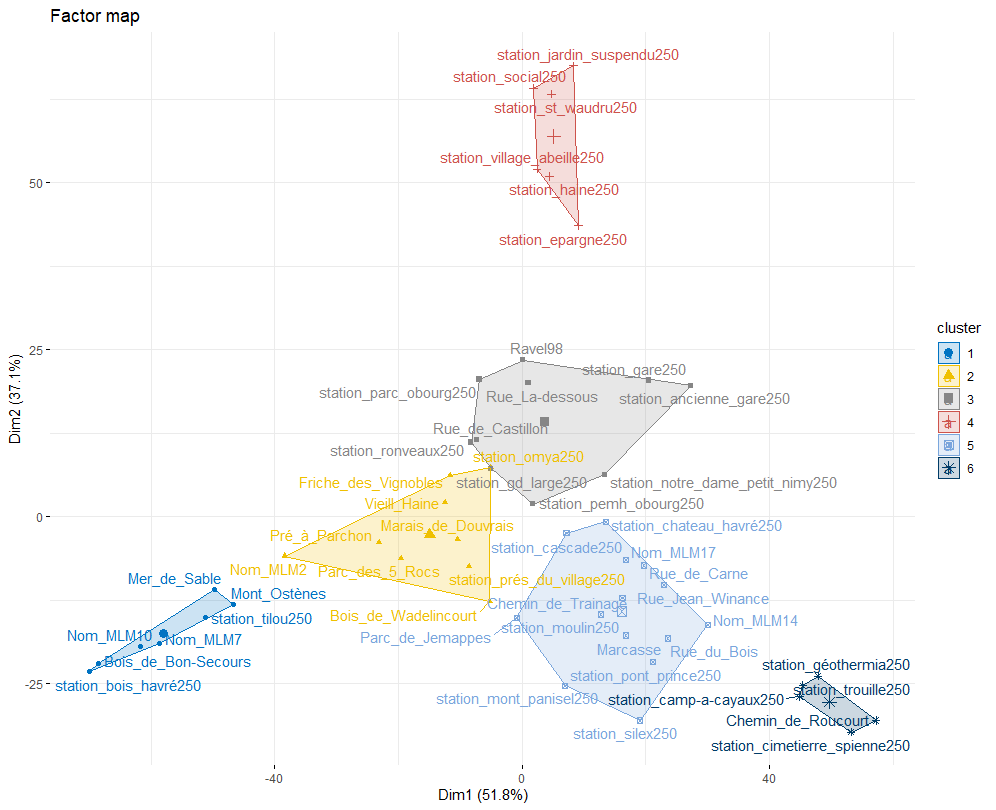 Factor map
station_jardin_suspendu250
station_social250
station_st_waudru250
station_village_abeille250
station_haine250
station_epargne250
50
cluster
1
2
3
4
5
6
Ravel98
25
station_gare250
station_parc_obourg250
Rue_La-dessous
station_ancienne_gare250
Rue_de_Castillon
station_ronveaux250
station_omya250
Friche_des_Vignobles
station_gd_large250
station_notre_dame_petit_nimy250
Vieill_Haine
station_pemh_obourg250
0
Marais_de_Douvrais
station_chateau_havré250
Pré_à_Parchon
station_cascade250
Nom_MLM17
Nom_MLM2
Parc_des_5_Rocs
Rue_de_Carne
Mer_de_Sable
station_prés_du_village250
Mont_Ostènes
Chemin_de_Trainage
Rue_Jean_Winance
Bois_de_Wadelincourt
station_tilou250
Nom_MLM14
Nom_MLM10
Nom_MLM7
Parc_de_Jemappes
station_moulin250
Marcasse
Rue_du_Bois
Bois_de_Bon-Secours
station_géothermia250
station_pont_prince250
-25
station_bois_havré250
station_trouille250
station_mont_panisel250
station_camp-a-cayaux250
Chemin_de_Roucourt
station_silex250
station_cimetierre_spienne250
-40
0
40
Dim1 (51.8%)
Dim2 (37.1%)